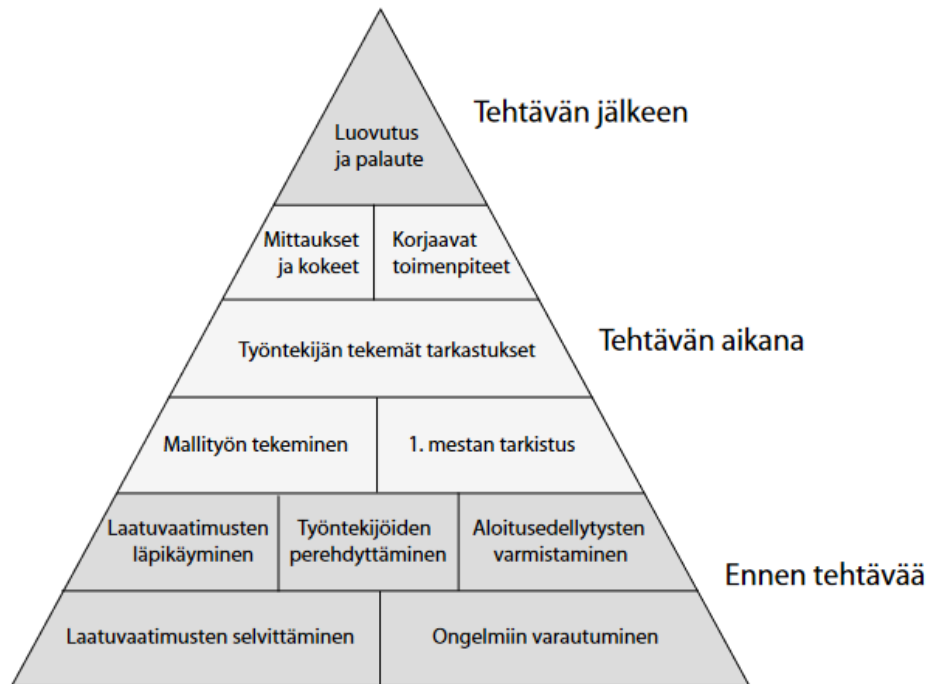 Tehtävän jälkeen
Luovutus
ja palaute
Mittaukset
ja kokeet
Korjaavat
toimenpiteet
Tehtävän aikana
Työntekijän tekemät tarkastukset
Mallityön tekeminen
1. mestan tarkistus
Laatuvaatimusten
läpikäyminen
Työntekijöiden
perehdyttäminen
Aloitusedellytysten
varmistaminen
Ennen tehtävää
Laatuvaatimusten selvittäminen
Ongelmiin varautuminen